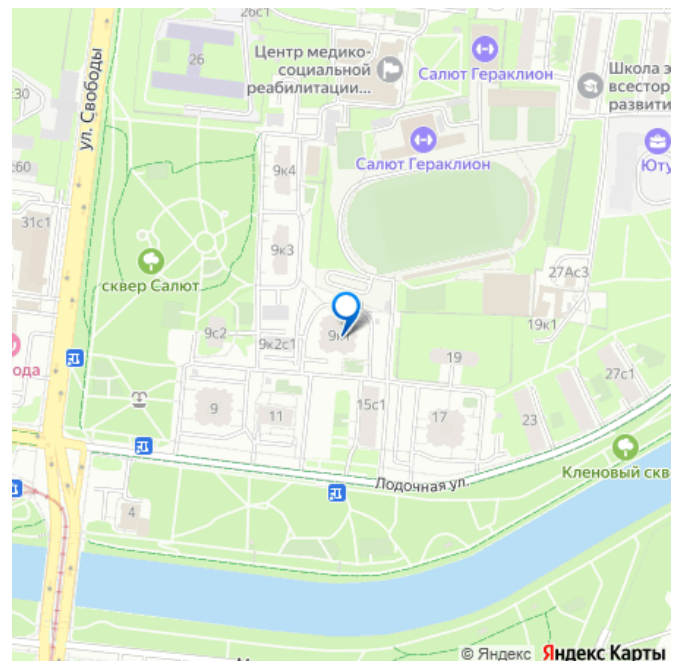 26с1
ул. Свободы
26
Центр медико-
социальной
реабилитации...
Салют Гераклион
Школа э
всестор
развити
30
Салют Гераклион
Юту
9к4
260
31с1
9к3
сквер Салют
27Ас3
19к1
9с2
9к2с1
9к1
ода
19
9
11
15с1
17
23
27с1
Кленовый скв
Лодочная ул.
4
© Яндекс Яндекс Карты